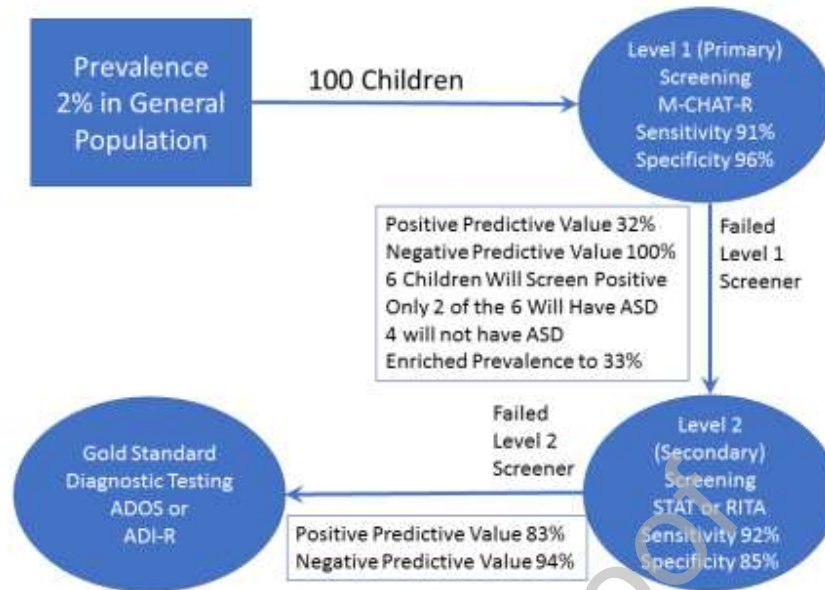 Prevalence
2% in General
Population
100 Children
Level 1 (Primary)
Screening
M-CHAT-R
Sensitivity 91%
Specificity 96%
Positive Predictive Value 32%
Negative Predictive Value 100%
6 Children Will Screen Positive
Only 2 of the 6 Will Have ASD
4 will not have ASD
Enriched Prevalence to 33%
Failed
Level 1
Screener
Level 2
(Secondary)
Screening
STAT or RITA
Sensitivity 92%
Specificity 85%
Failed
Level 2
Screener
Positive Predictive Value 83%
Negative Predictive Value 94%
Gold Standard
Diagnostic Testing
ADOS or
ADI-R